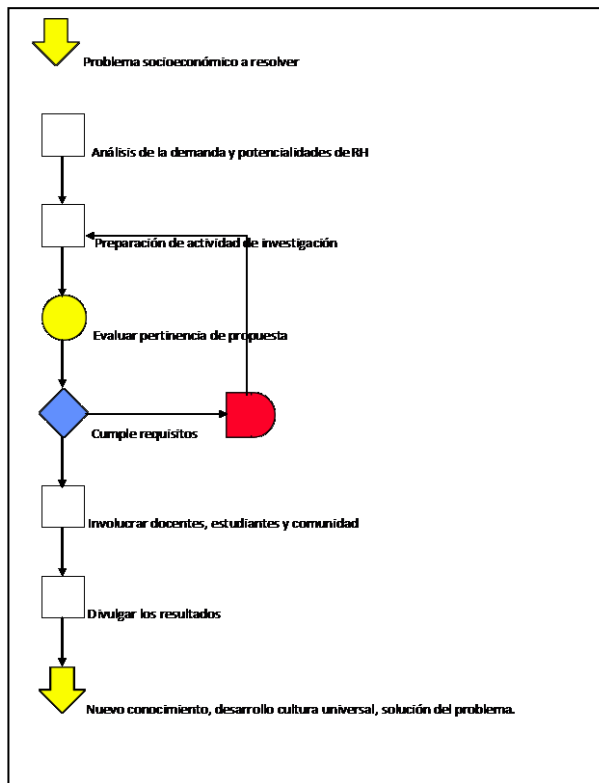 Problema socioeconómico a resolver
Análisis de la demanda y potencialidades de RH
Preparación de actividad de investigación
Evaluar pertinencia de propuesta
Cumple requisitos
Involucrar docentes, estudiantes y comunidad
Divulgar los resultados
Nuevo conocimiento, desarrollo cultura universal, solución del problema.